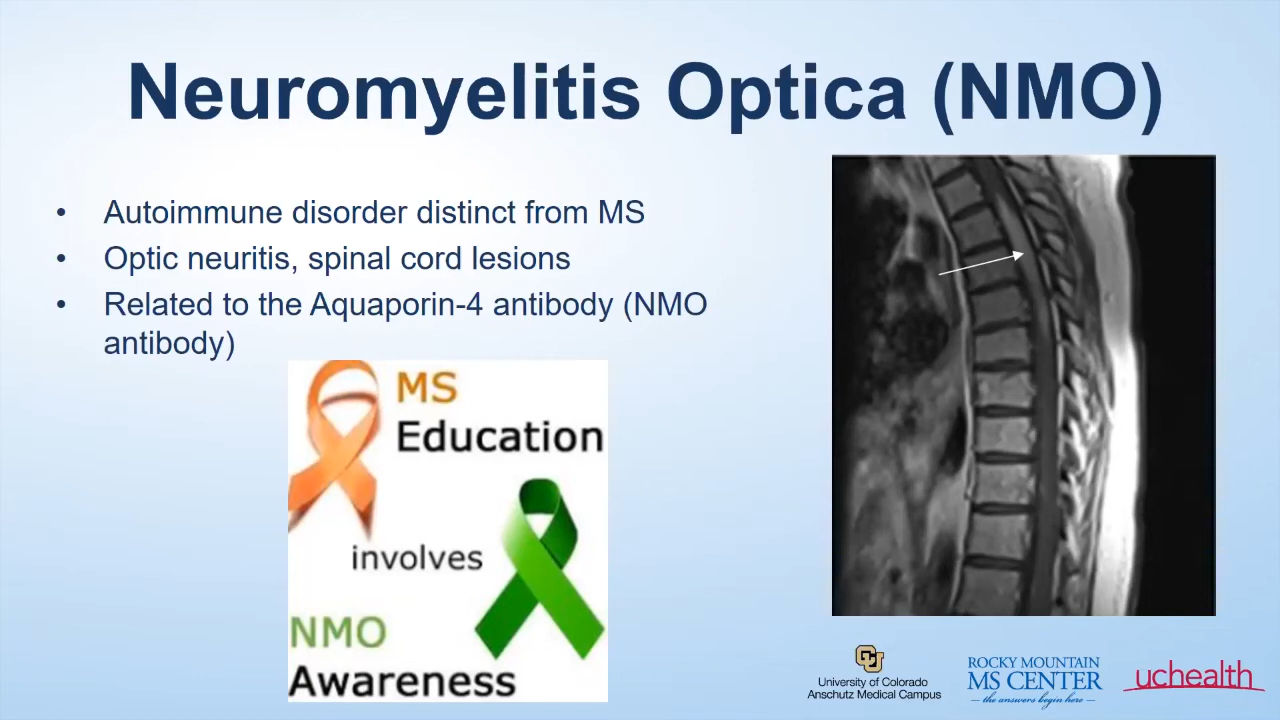 Neuromyelitis Optica (NMO)
• Autoimmune disorder distinct from MS
• Optic neuritis, spinal cord lesions
• Related to the Aquaporin-4 antibody (NMO
antibody)
MS
Education
involves
NMO
Awareness
CU
University of Colorado
Anschutz Medical Campus
ROCKY MOUNTAIN
MS CENTER
— the answers begin here —
uchealth